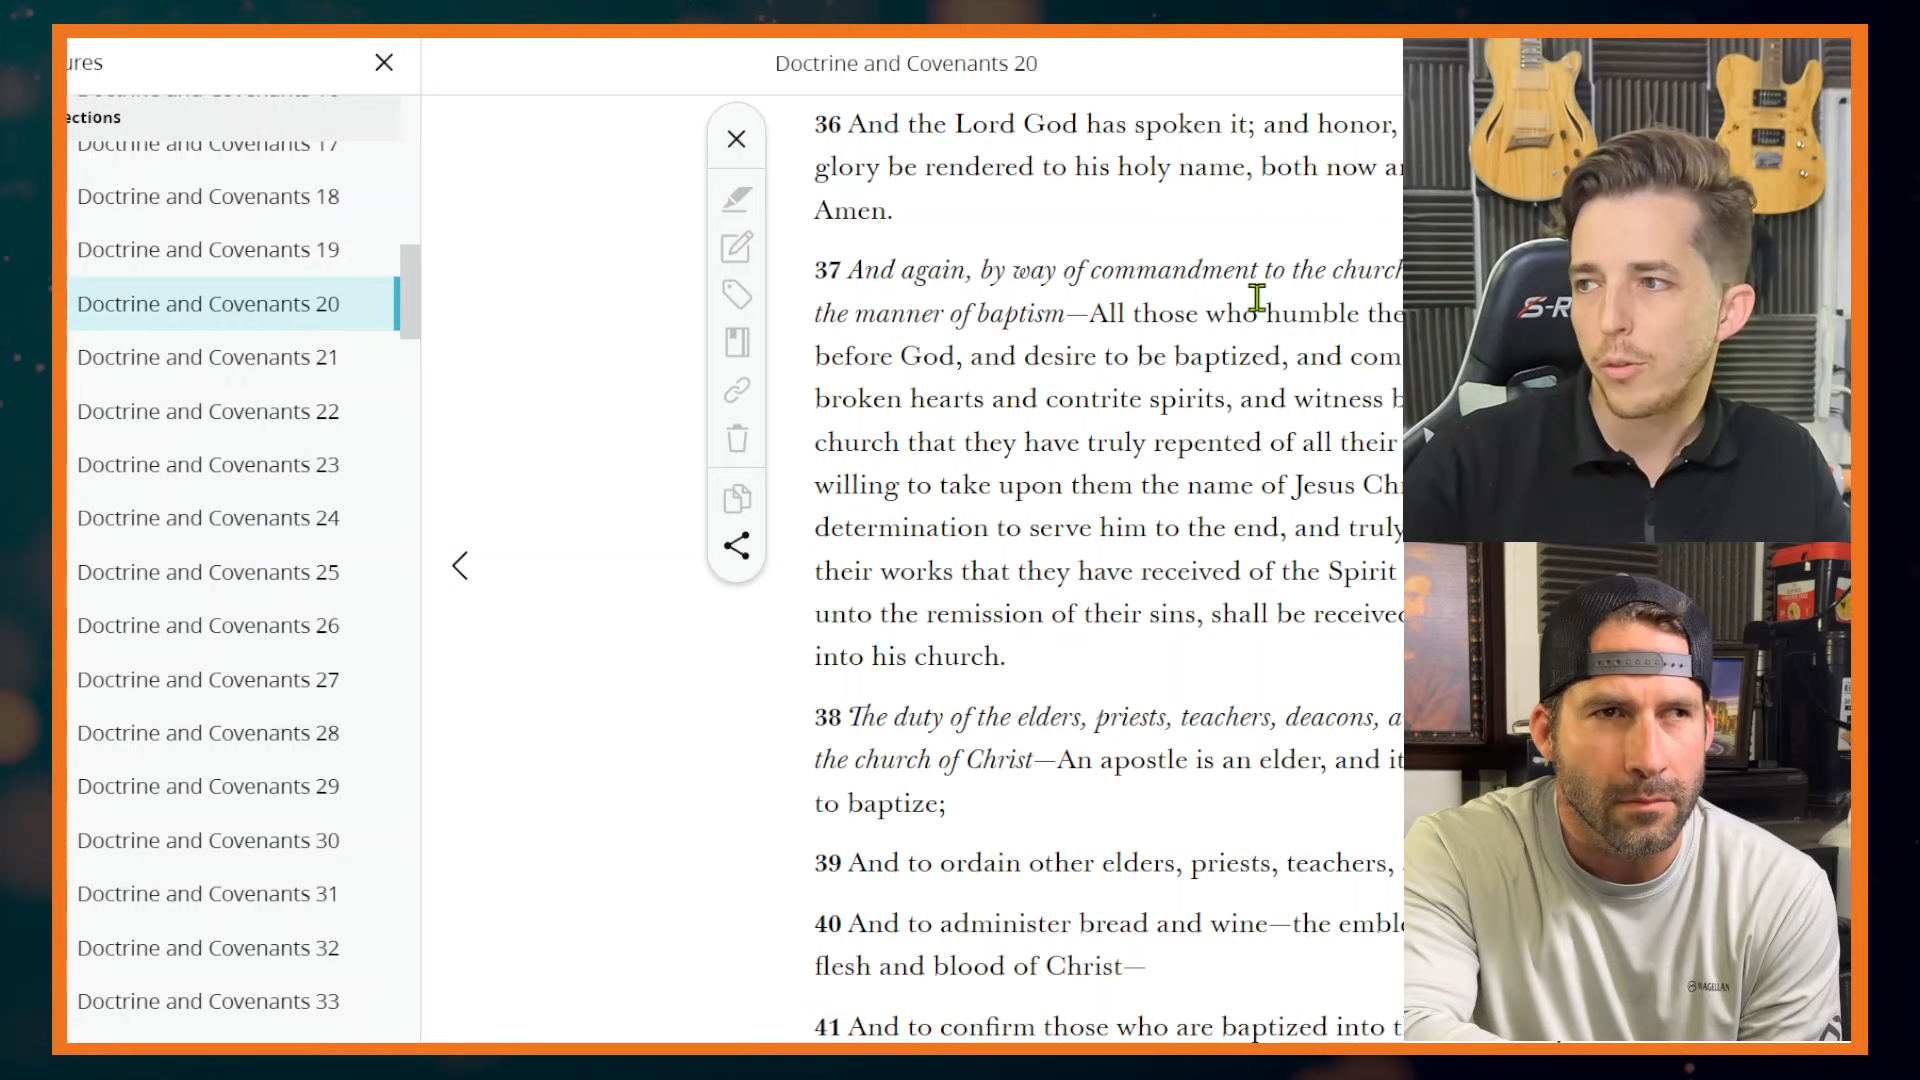 ures
ections
Doctrine and Covenants 17
Doctrine and Covenants 18
Doctrine and Covenants 19
Doctrine and Covenants 20
Doctrine and Covenants 21
Doctrine and Covenants 22
Doctrine and Covenants 23
Doctrine and Covenants 24
Doctrine and Covenants 25
Doctrine and Covenants 26
Doctrine and Covenants 27
Doctrine and Covenants 28
Doctrine and Covenants 29
Doctrine and Covenants 30
Doctrine and Covenants 31
Doctrine and Covenants 32
Doctrine and Covenants 33
Doctrine and Covenants 20
36 And the Lord God has spoken it; and honor,
glory be rendered to his holy name, both now a
Amen.
37 And again, by way of commandment to the church
the manner of baptism—All those who humble the
before God, and desire to be baptized, and com
broken hearts and contrite spirits, and witness b
church that they have truly repented of all their
willing to take upon them the name of Jesus Ch
determination to serve him to the end, and truly
their works that they have received of the Spirit
unto the remission of their sins, shall be receive
into his church.
38 The duty of the elders, priests, teachers, deacons, a
the church of Christ—An apostle is an elder, and it
to baptize;
39 And to ordain other elders, priests, teachers,
40 And to administer bread and wine—the embl
flesh and blood of Christ—
41 And to confirm those who are baptized into t
S-R
MAGELLAN